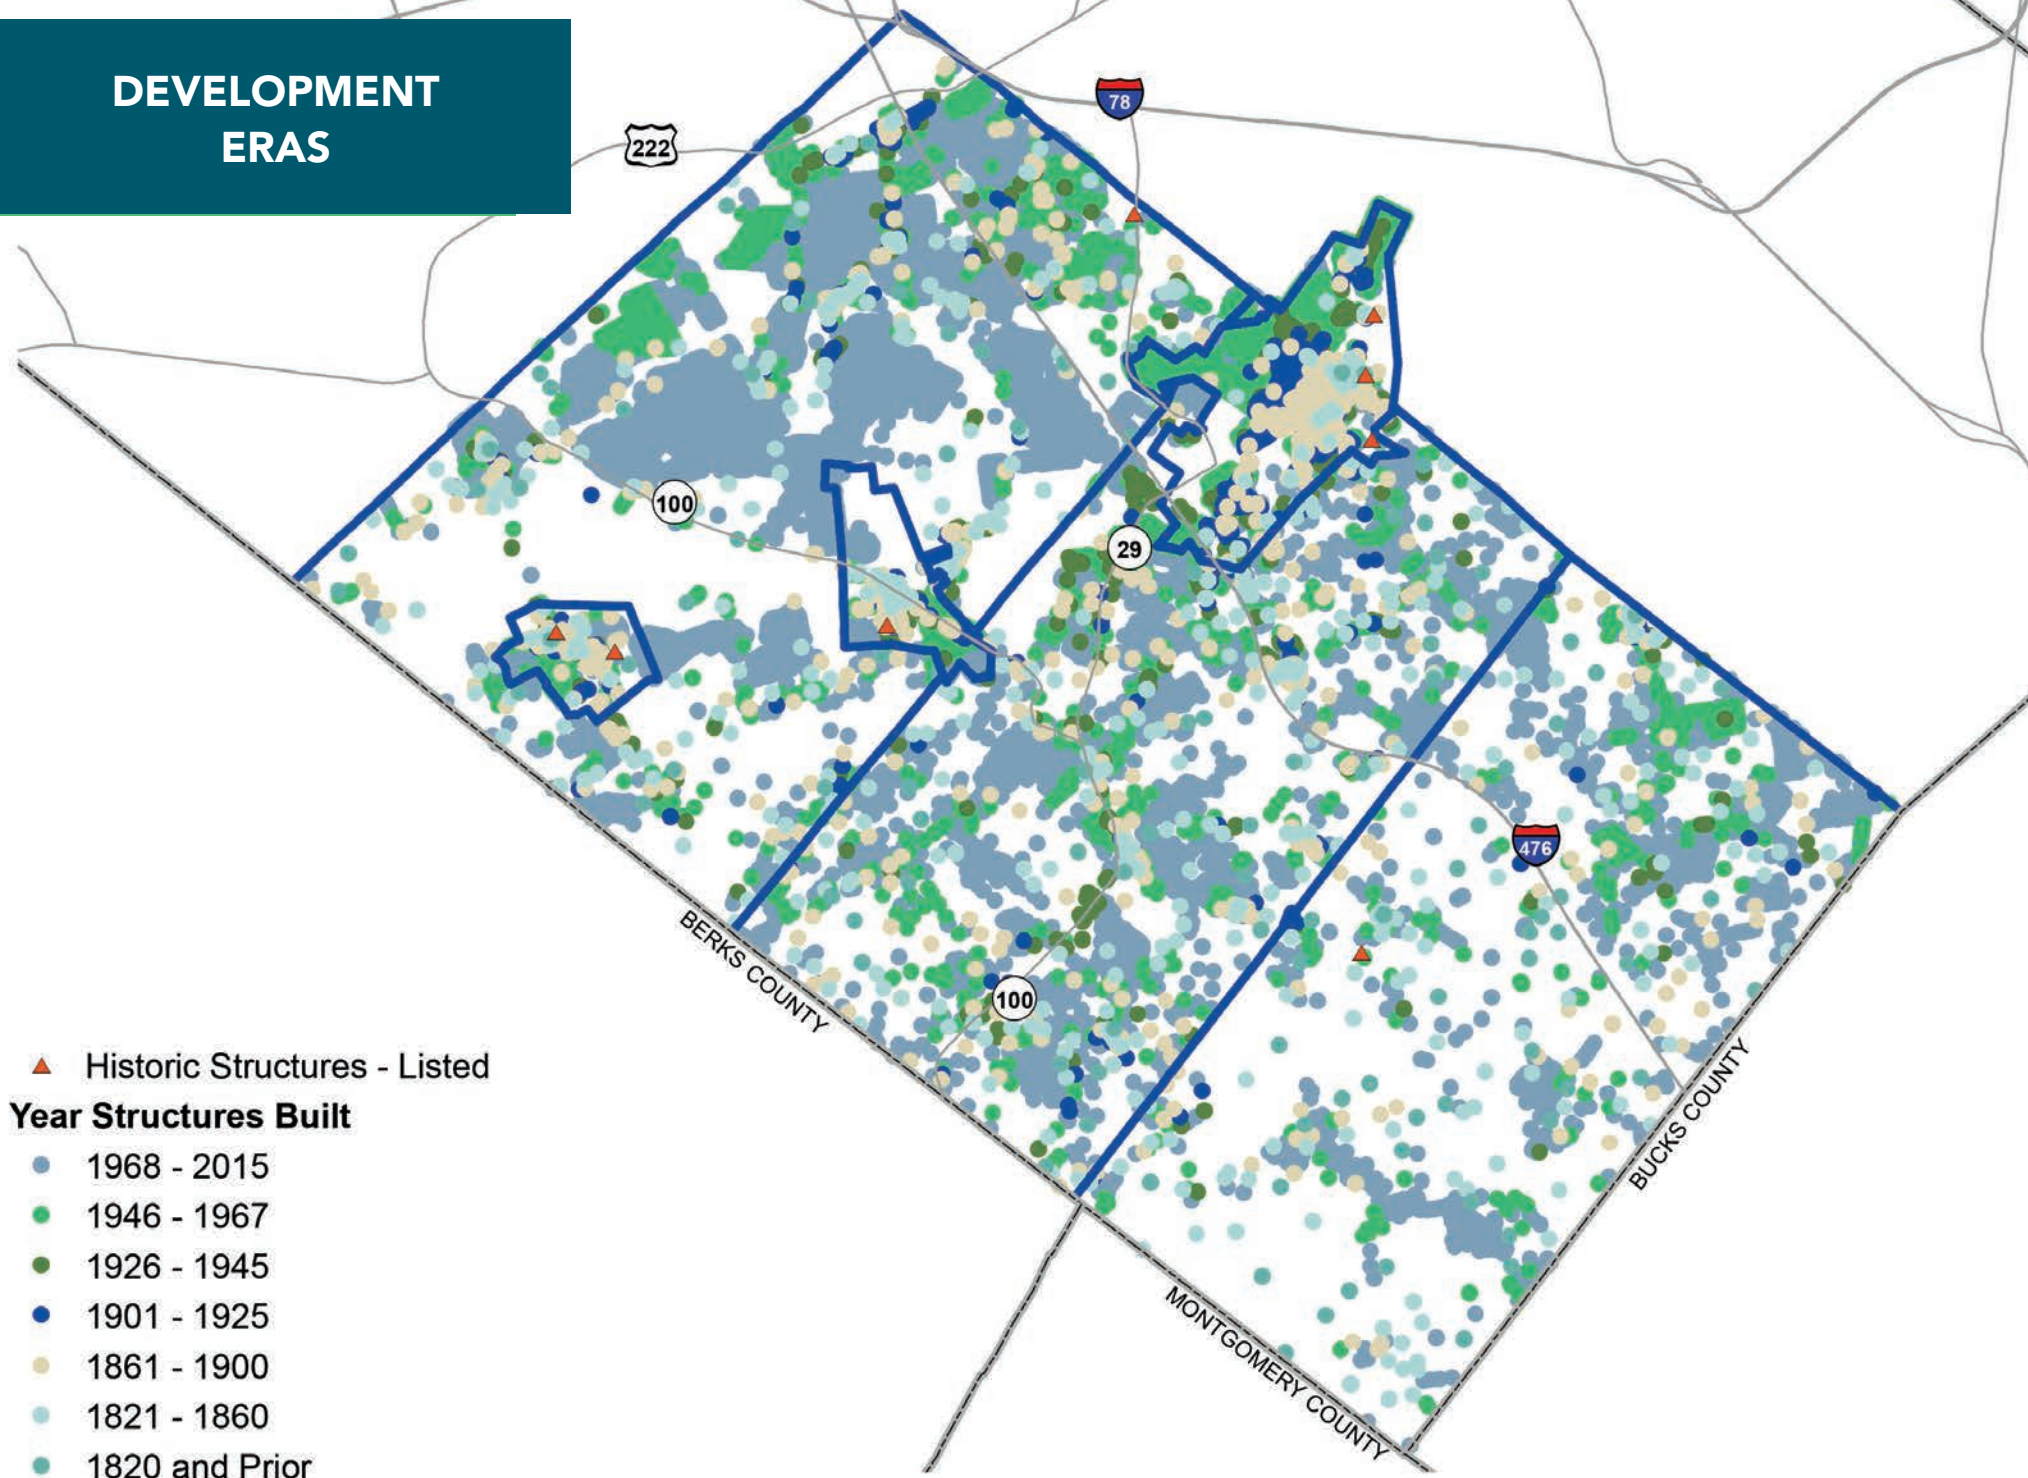 DEVELOPMENT
ERAS
222
78
100
29
476
100
BERKS COUNTY
BUCKS COUNTY
MONTGOMERY COUNTY
Historic Structures - Listed
Year Structures Built
1968 - 2015
1946 - 1967
1926 - 1945
1901 - 1925
1861 - 1900
1821 - 1860
1820 and Prior